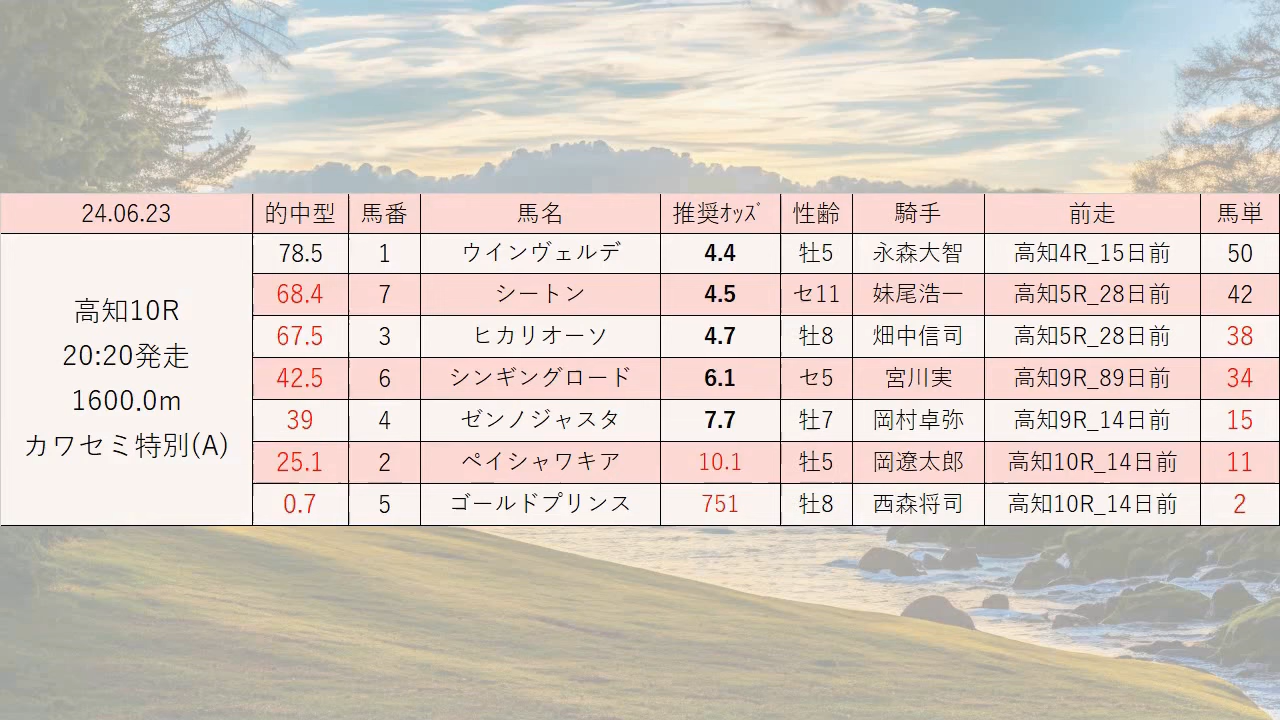 24.06.23 的中型 馬番 馬名 推奨ｵｯｽﾞ 性齢 騎手 前走 馬単
高知10R
20:20発走
1600.0m
カワセミ特別(A)
78.5 1 ウインヴェルデ 4.4 牡5 永森大智 高知4R_15日前 50
68.4 7 シートン 4.5 セ11 妹尾浩一 高知5R_28日前 42
67.5 3 ヒカリオーソ 4.7 牡8 畑中信司 高知5R_28日前 38
42.5 6 シンギングロード 6.1 セ5 宮川実 高知9R_89日前 34
39 4 ゼンノジャスタ 7.7 牡7 岡村卓弥 高知9R_14日前 15
25.1 2 ペイシャワキア 10.1 牡5 岡遼太郎 高知10R_14日前 11
0.7 5 ゴールドプリンス 751 牡8 西森将司 高知10R_14日前 2